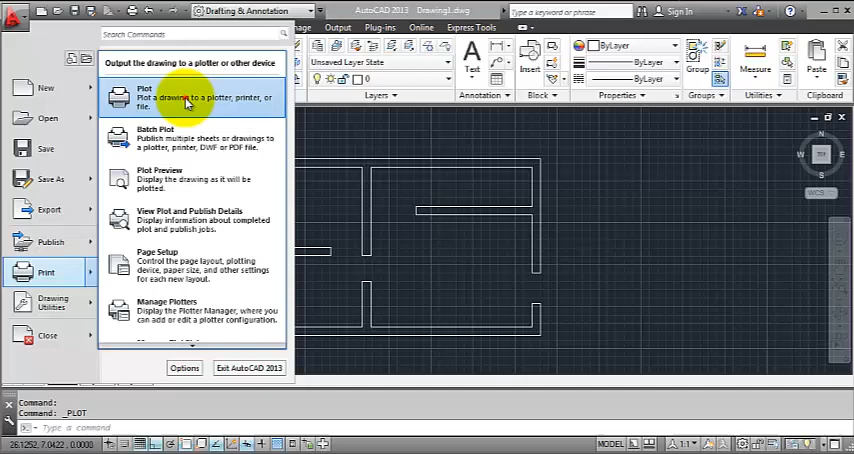 Drafting & Annotation
AutoCAD 2013 Drawing1.dwg
Type a keyword or phrase
Sign In
Search Commands
Output Plug-ins Online Express Tools
Output the drawing to a plotter or other device
Plot
Plot a drawing to a plotter, printer, or
file.
Batch Plot
Publish multiple sheets or drawings to
a plotter, printer, DWF or PDF file.
Plot Preview
Display the drawing as it will be
plotted.
View Plot and Publish Details
Display information about completed
plot and publish jobs.
Page Setup
Control the page layout, plotting
device, paper size, and other settings
for each new layout.
Manage Plotters
Display the Plotter Manager, where you
can add or edit a plotter configuration.
New
Open
Save
Save As
Export
Publish
Print
Drawing
Utilities
Close
Options
Exit AutoCAD 2013
Unsaved Layer State
0
Layers
Text
Annotation
Insert
Block
ByLayer
ByLayer
ByLayer
Properties
Group
Groups
Measure
Utilities
Paste
Clipboard
N
W
TOP
E
S
WCS
Command:
Command: _PLOT
Type a command
26.1252, 7.0422, 0.0000
MODEL
1:1